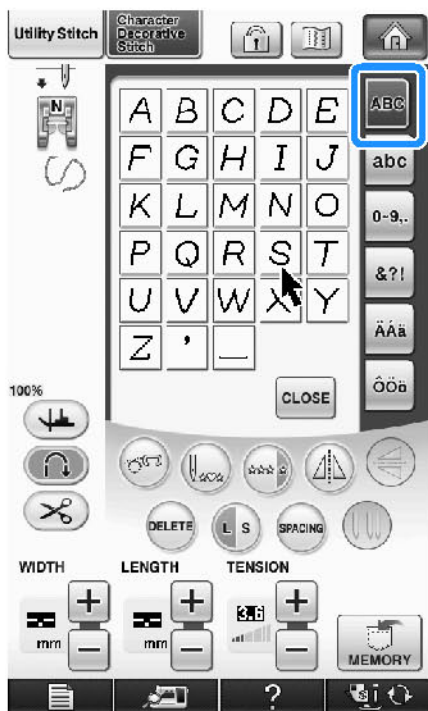 Utility Stitch
Character Decorative Stitch
N
A B C D E
F G H I J
K L M N O
P Q R S T
U V W X Y
Z ' _
ABC
abc
0-9,.
&?!
ÄÁä
ÔÖö
100%
CLOSE
DELETE
L S
SPACING
WIDTH
LENGTH
TENSION
+ + +
3.6
mm
mm
− − −
MEMORY
?